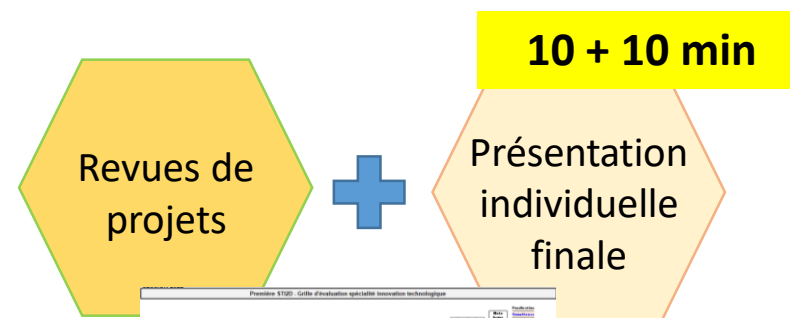 10 + 10 min
Revues de
projets
Présentation
individuelle
finale
Première STI2D - Grille d'évaluation spécialité innovation technologique